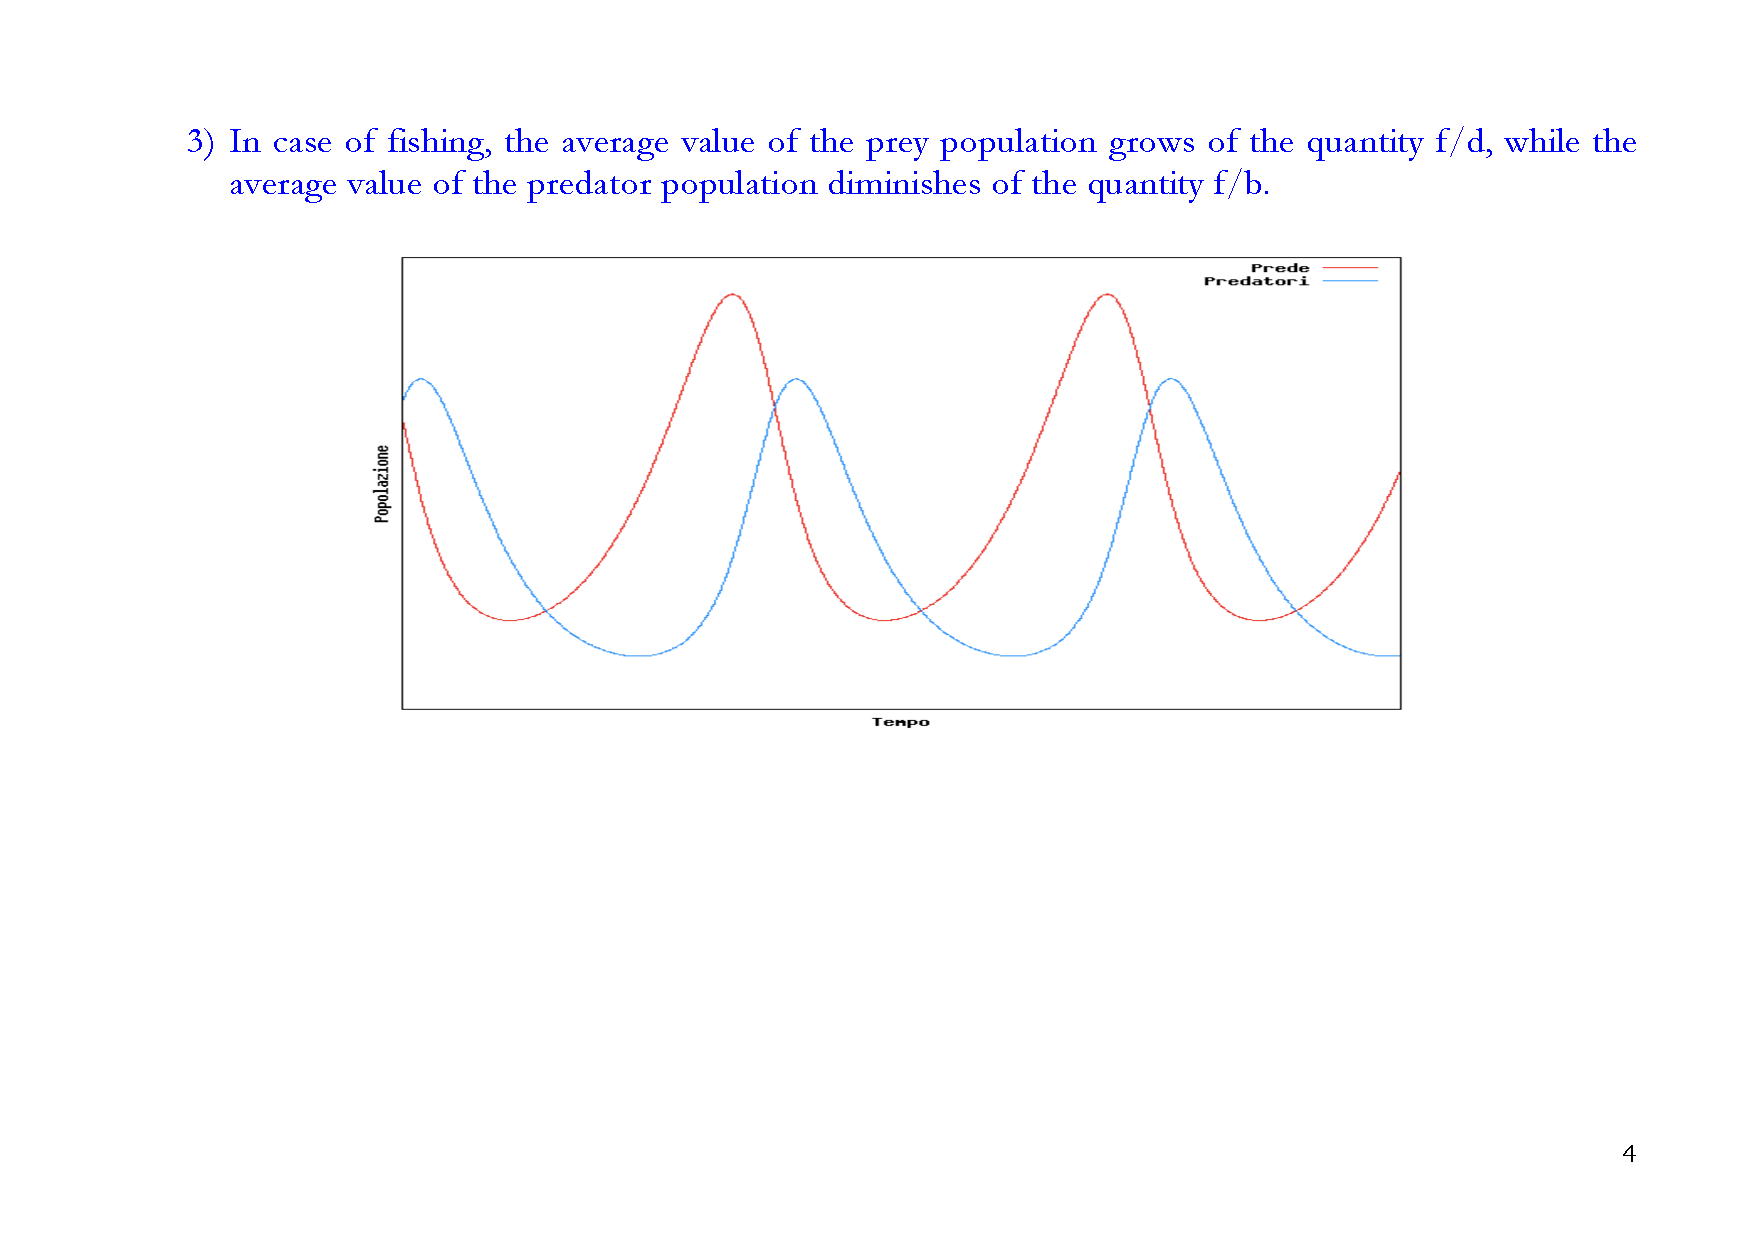 3) In case of fishing, the average value of the prey population grows of the quantity f/d, while the
average value of the predator population diminishes of the quantity f/b.
Prede
Predatori
Popolazione
Tempo
4